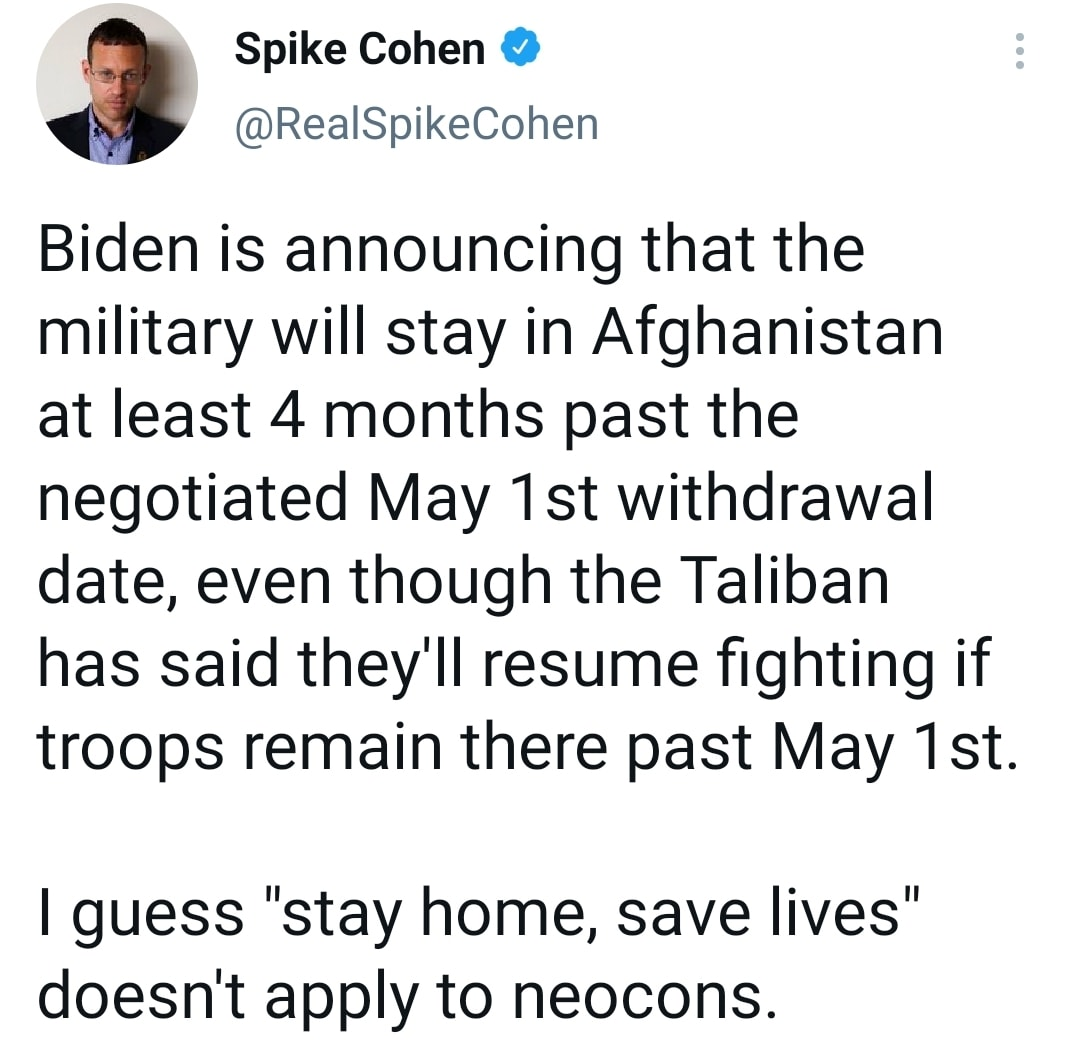 Spike Cohen
@RealSpikeCohen
Biden is announcing that the
military will stay in Afghanistan
at least 4 months past the
negotiated May 1st withdrawal
date, even though the Taliban
has said they'll resume fighting if
troops remain there past May 1st.
I guess "stay home, save lives"
doesn't apply to neocons.